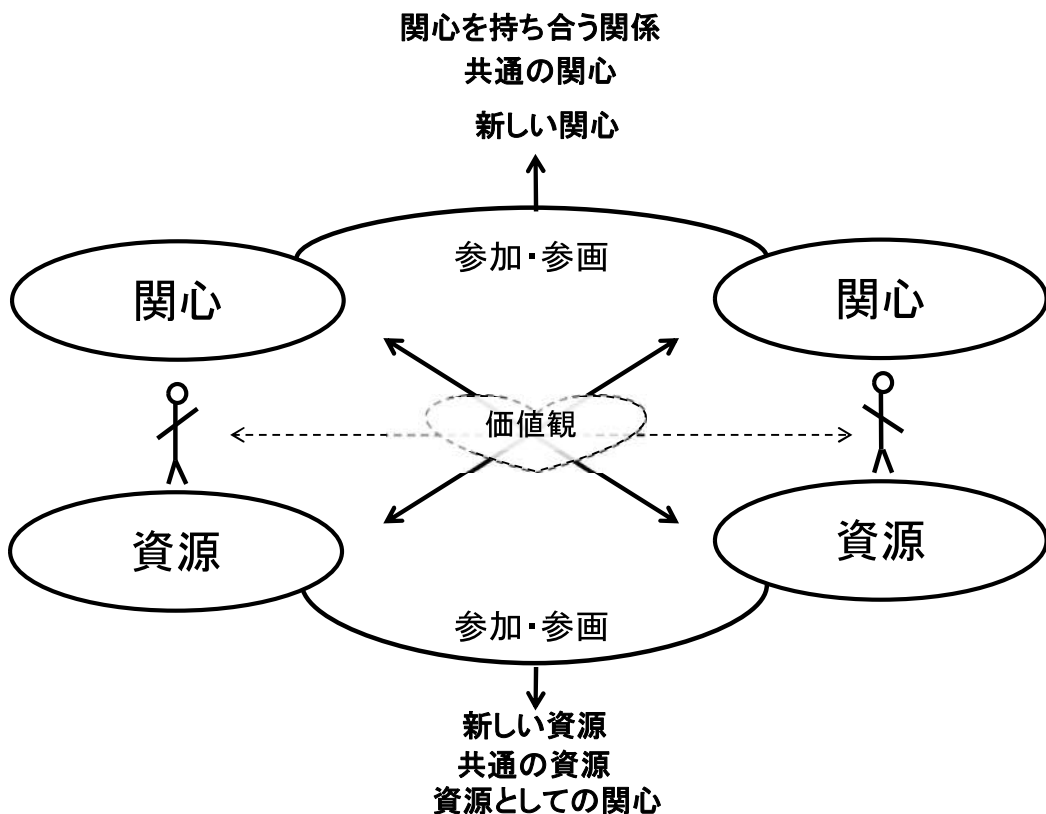 関心を持ち合う関係
共通の関心
新しい関心
参加・参画
関心
関心
価値観
資源
資源
参加・参画
新しい資源
共通の資源
資源としての関心